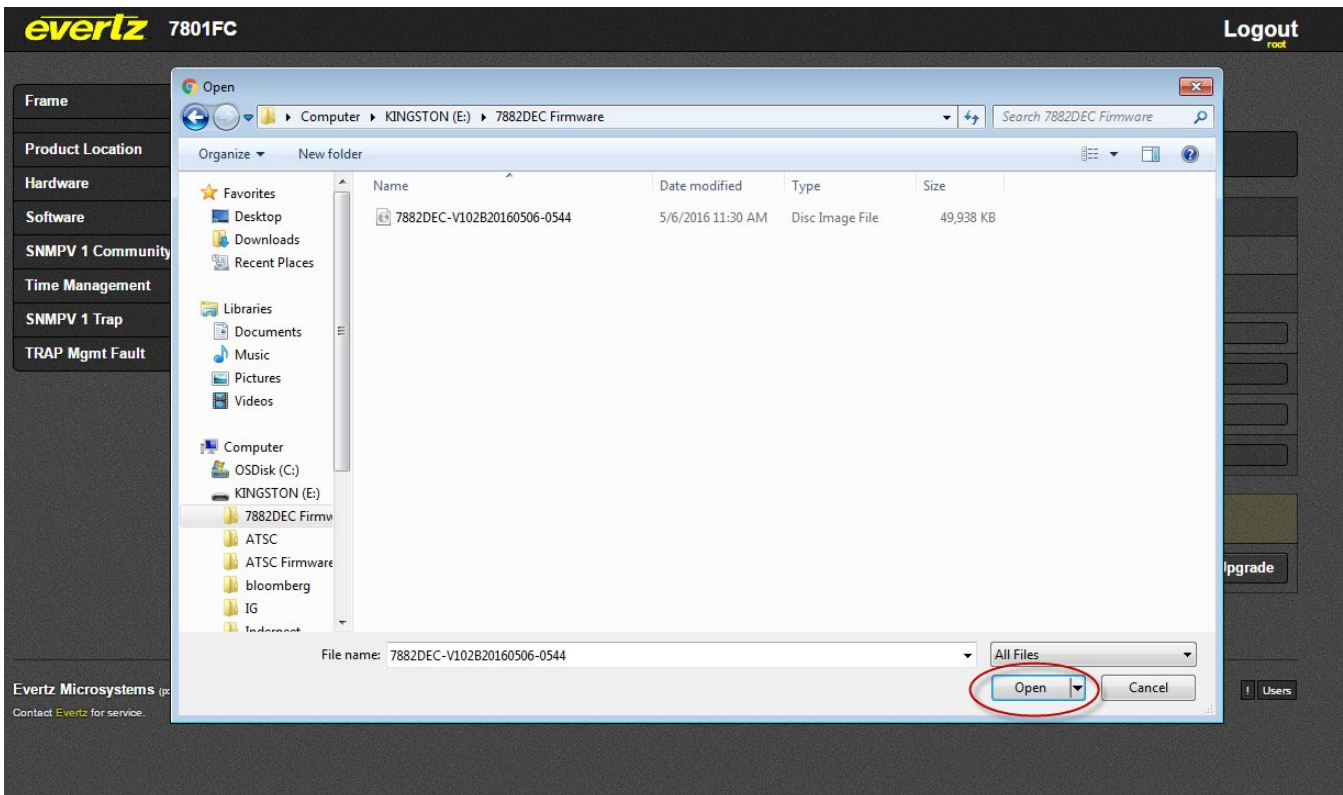 evertz 7801FC
Logout
root
Frame
Product Location
Hardware
Software
SNMPV 1 Community
Time Management
SNMPV 1 Trap
TRAP Mgmt Fault
Open
Computer KINGSTON (E:) 7882DEC Firmware
Search 7882DEC Firmware
Organize New folder
Favorites
Desktop
Downloads
Recent Places
Libraries
Documents
Music
Pictures
Videos
Computer
OSDisk (C:)
KINGSTON (E:)
7882DEC Firmw
ATSC
ATSC Firmware
bloomberg
IG
Name Date modified Type Size
7882DEC-V102B20160506-0544 5/6/2016 11:30 AM Disc Image File 49,938 KB
File name: 7882DEC-V102B20160506-0544
All Files
Open Cancel
pgrade
Evertz Microsystems
Contact Evertz for service.
! Users